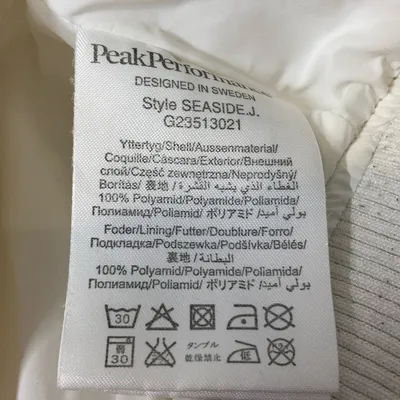 PeakPerformance
DESIGNED IN SWEDEN
Style SEASIDE.J.
G23513021
Yttertyg/Shell/Aussenmaterial/
Coquille/Cáscara/Exterior/Внешний
слой/Część zewnętrzna/Neprodyšný/
Borítás/裏地/الغطاء الذي يشبه القشرة/
100% Polyamid/Polyamide/Poliamida/
Полиамид/Poliamid/ポリアミド/بولي أميد/
Foder/Lining/Futter/Doublure/Forro/
Подкладка/Podszewka/Podšívka/Bélés/
裏地/البطانة/
100% Polyamid/Polyamide/Poliamida/
Полиамид/Poliamid/ポリアミド/بولي أميد/
30
弱
30
タンブル
乾燥禁止